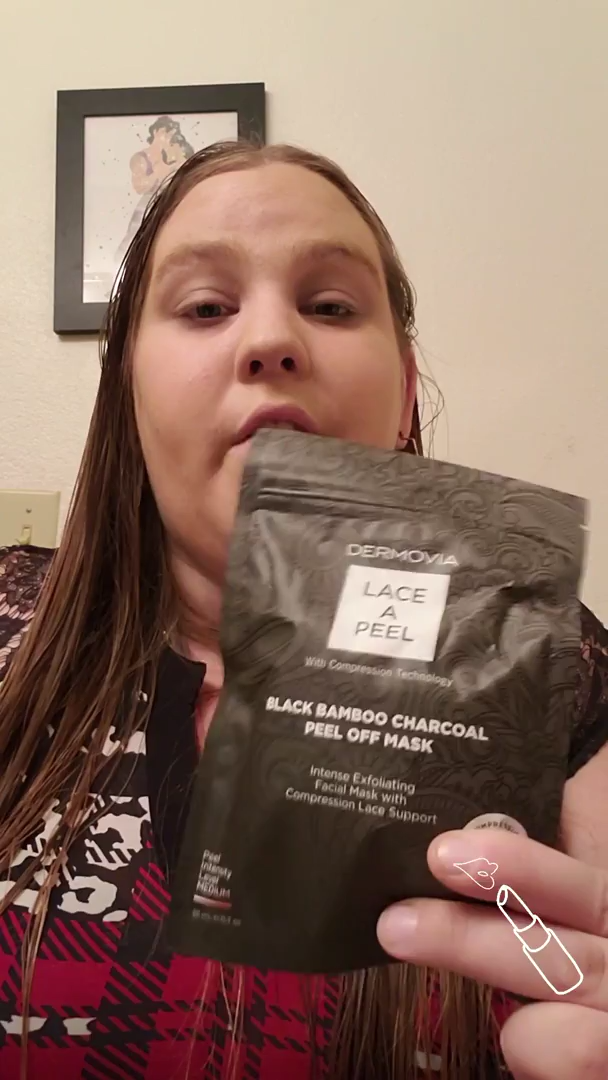 DERMOVIA
LACE
A
PEEL
With Compression Technology
BLACK BAMBOO CHARCOAL
PEEL OFF MASK
Intense Exfoliating
Facial Mask with
Compression Lace Support
Peel
Intensity
Level
MEDIUM